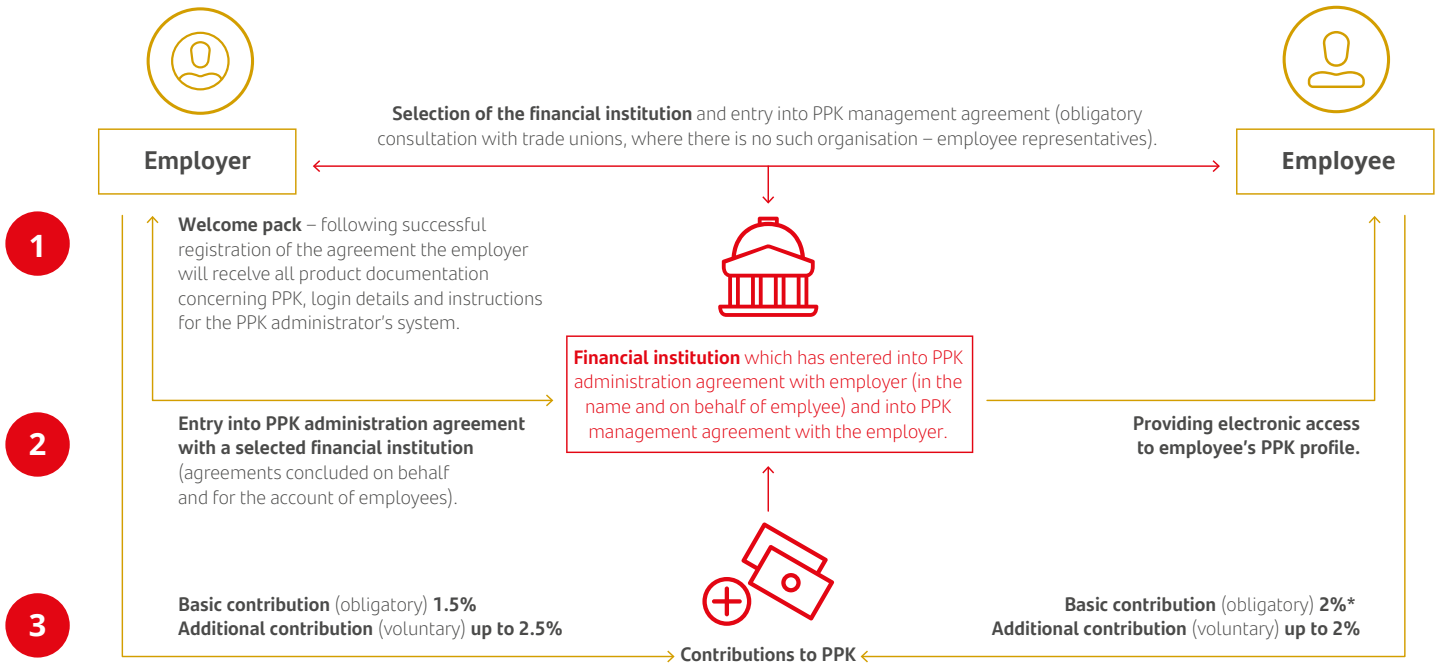 Selection of the financial institution and entry into PPK management agreement (obligatory
consultation with trade unions, where there is no such organisation – employee representatives).
Employer
Employee
1
Welcome pack – following successful
registration of the agreement the employer
will receive all product documentation
concerning PPK, login details and instructions
for the PPK administrator's system.
Financial institution which has entered into PPK
administration agreement with employer (in the
name and on behalf of emplyee) and into PPK
management agreement with the employer.
2
Entry into PPK administration agreement
with a selected financial institution
(agreements concluded on behalf
and for the account of employees).
Providing electronic access
to employee's PPK profile.
3
Basic contribution (obligatory) 1.5%
Additional contribution (voluntary) up to 2.5%
Basic contribution (obligatory) 2%*
Additional contribution (voluntary) up to 2%
Contributions to PPK